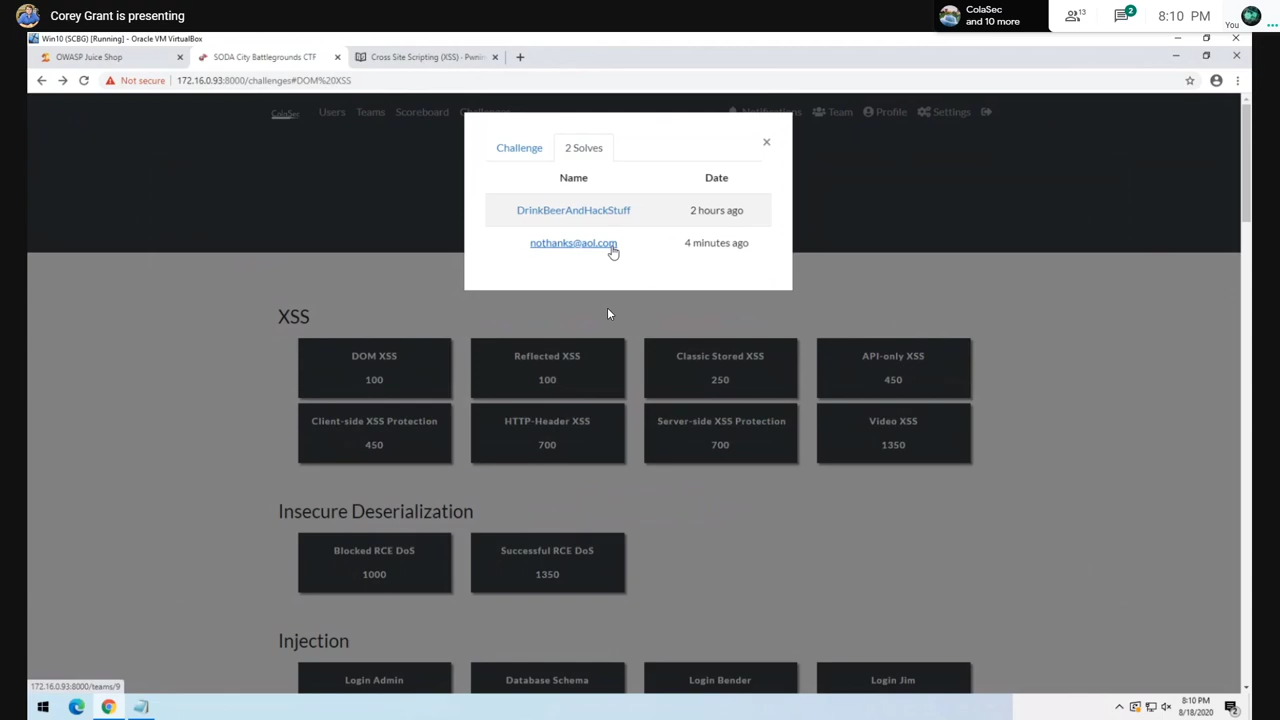 Corey Grant is presenting
ColaSec
and 10 more
13
2
8:10 PM
You
Win10 (SCBG) [Running] - Oracle VM VirtualBox
OWASP Juice Shop
SODA City Battlegrounds CTF
Cross Site Scripting (XSS) - Pwnin
Not secure
172.16.0.93:8000/challenges#DOM%20XSS
ColaSec
Users
Teams
Scoreboard
Challenges
Notifications
Team
Profile
Settings
Challenge
2 Solves
Name
Date
DrinkBeerAndHackStuff
2 hours ago
nothanks@aol.com
4 minutes ago
XSS
DOM XSS
100
Reflected XSS
100
Classic Stored XSS
250
API-only XSS
450
Client-side XSS Protection
450
HTTP-Header XSS
700
Server-side XSS Protection
700
Video XSS
1350
Insecure Deserialization
Blocked RCE DoS
1000
Successful RCE DoS
1350
Injection
Login Admin
Database Schema
Login Bender
Login Jim
172.16.0.93:8000/teams/9
8:10 PM
8/18/2020
2